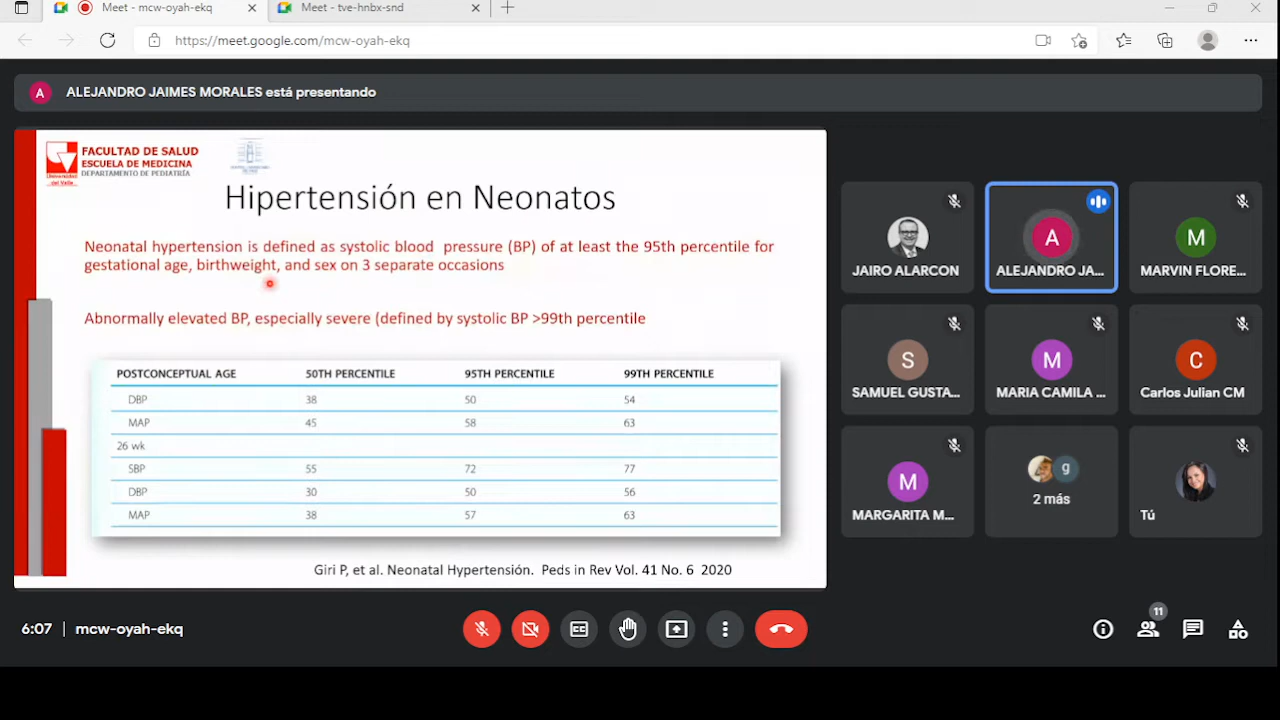 Meet - mcw-oyah-ekq
Meet - tve-hnbx-snd
https://meet.google.com/mcw-oyah-ekq
A ALEJANDRO JAIMES MORALES está presentando
FACULTAD DE SALUD
ESCUELA DE MEDICINA
DEPARTAMENTO DE PEDIATRÍA
Universidad
del Valle
Hipertensión en Neonatos
Neonatal hypertension is defined as systolic blood pressure (BP) of at least the 95th percentile for
gestational age, birthweight, and sex on 3 separate occasions
Abnormally elevated BP, especially severe (defined by systolic BP >99th percentile
POSTCONCEPTUAL AGE 50TH PERCENTILE 95TH PERCENTILE 99TH PERCENTILE
DBP 38 50 54
MAP 45 58 63
26 wk
SBP 55 72 77
DBP 30 50 56
MAP 38 57 63
Giri P, et al. Neonatal Hypertensión. Peds in Rev Vol. 41 No. 6 2020
JAIRO ALARCON
A
ALEJANDRO JA...
M
MARVIN FLORE...
S
SAMUEL GUSTA...
M
MARIA CAMILA ...
C
Carlos Julian CM
M
MARGARITA M...
g
2 más
Tú
6:07 | mcw-oyah-ekq
CC
11